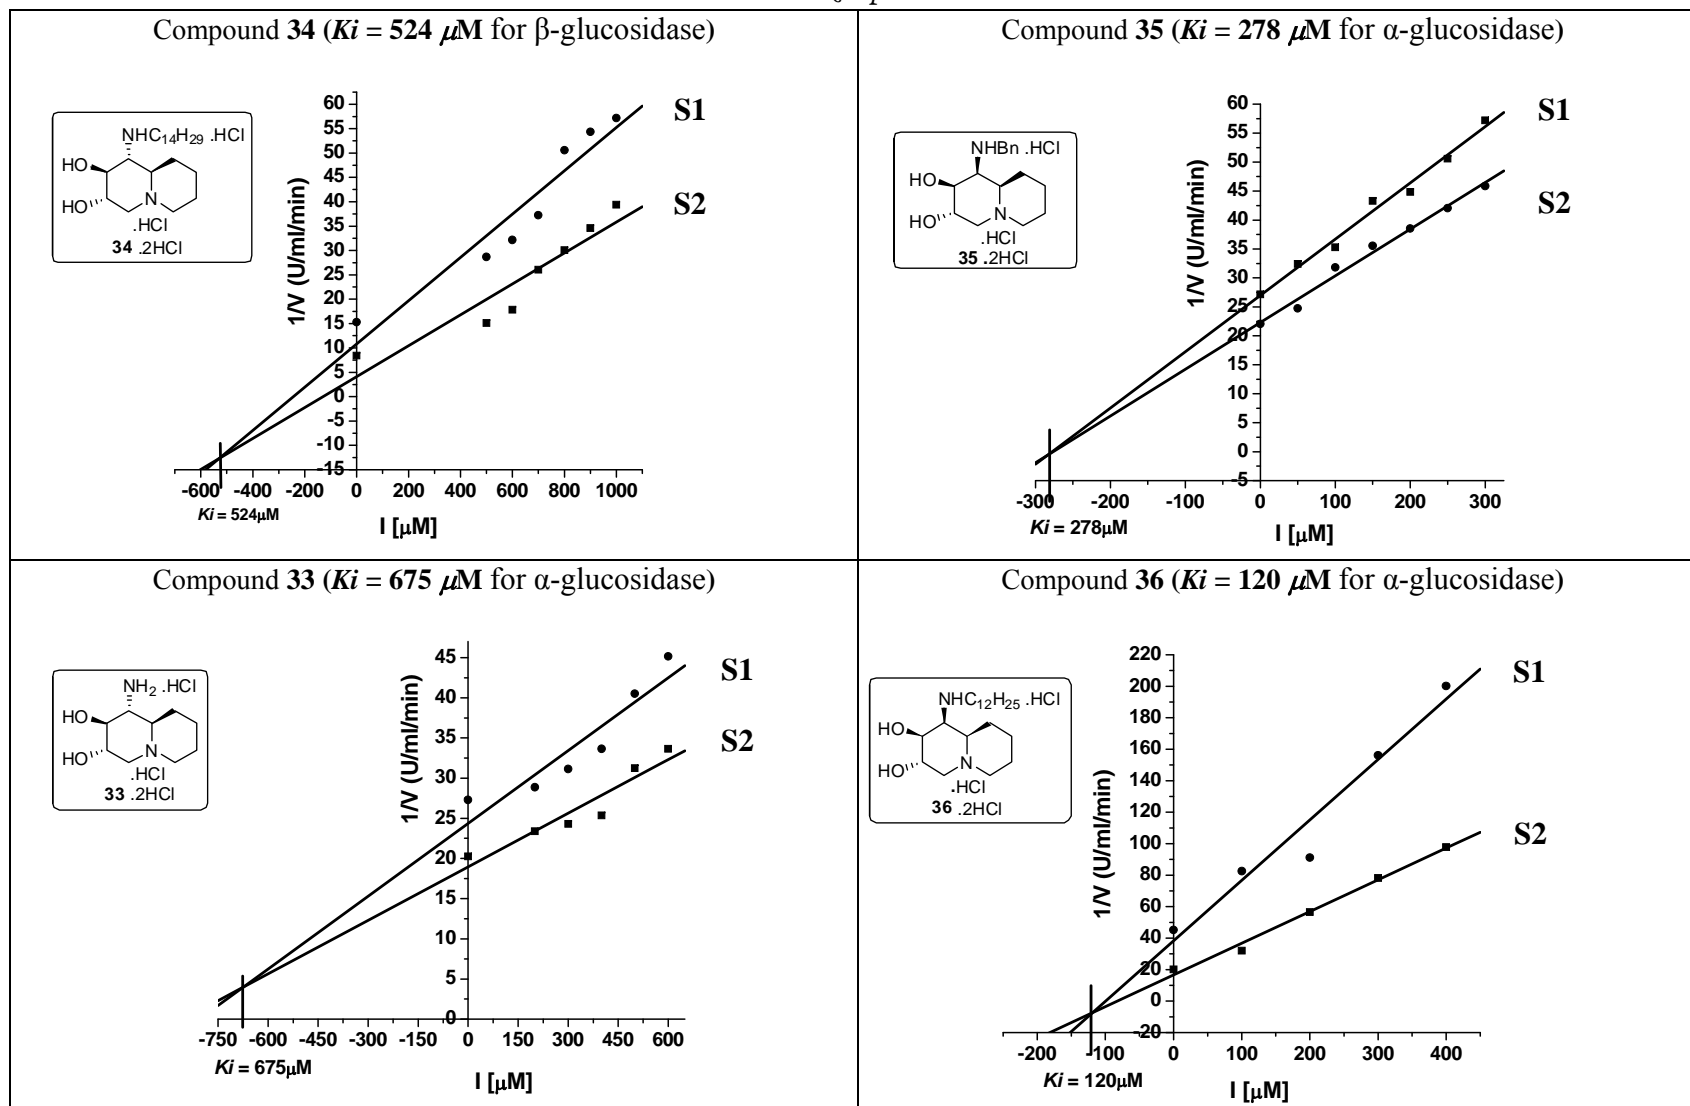 Compound 34 (Ki = 524 μM for β-glucosidase)
NHC14H29 .HCl
HO
HO
N
.HCl
34 .2HCl
1/V (U/ml/min)
60
55
50
45
40
35
30
25
20
15
10
5
0
-5
-10
-15
S1
S2
-600 -400 -200 0 200 400 600 800 1000
Ki = 524μM
I [μM]
Compound 35 (Ki = 278 μM for α-glucosidase)
NHBn .HCl
HO
HO
N
.HCl
35 .2HCl
1/V (U/ml/min)
60
55
50
45
40
35
30
25
20
15
10
5
0
-5
S1
S2
-300 -200 -100 0 100 200 300
Ki = 278μM
I [μM]
Compound 33 (Ki = 675 μM for α-glucosidase)
NH2 .HCl
HO
HO
N
.HCl
33 .2HCl
1/V (U/ml/min)
45
40
35
30
25
20
15
10
5
0
S1
S2
-750 -600 -450 -300 -150 0 150 300 450 600
Ki = 675μM
I [μM]
Compound 36 (Ki = 120 μM for α-glucosidase)
NHC12H25 .HCl
HO
HO
N
.HCl
36 .2HCl
1/V (U/ml/min)
220
200
180
160
140
120
100
80
60
40
20
0
-20
S1
S2
-200 -100 0 100 200 300 400
Ki = 120μM
I [μM]